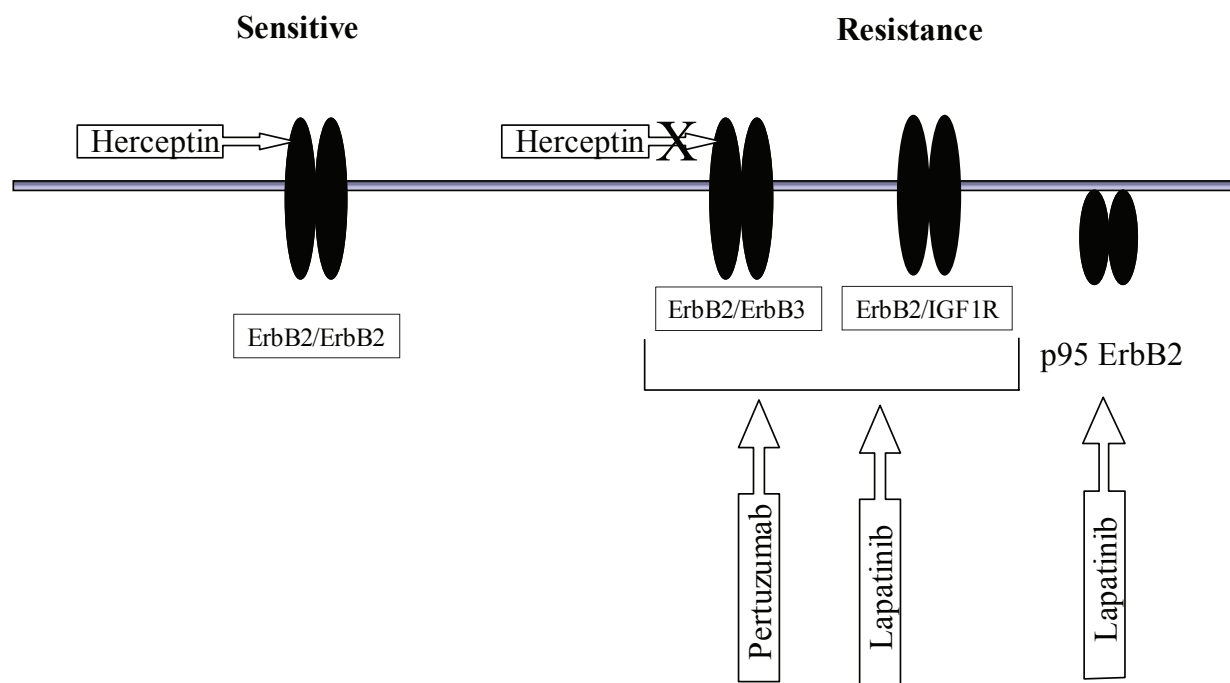 Sensitive
Resistance
Herceptin
Herceptin
X
ErbB2/ErbB2
ErbB2/ErbB3
ErbB2/IGF1R
p95 ErbB2
Pertuzumab
Lapatinib
Lapatinib